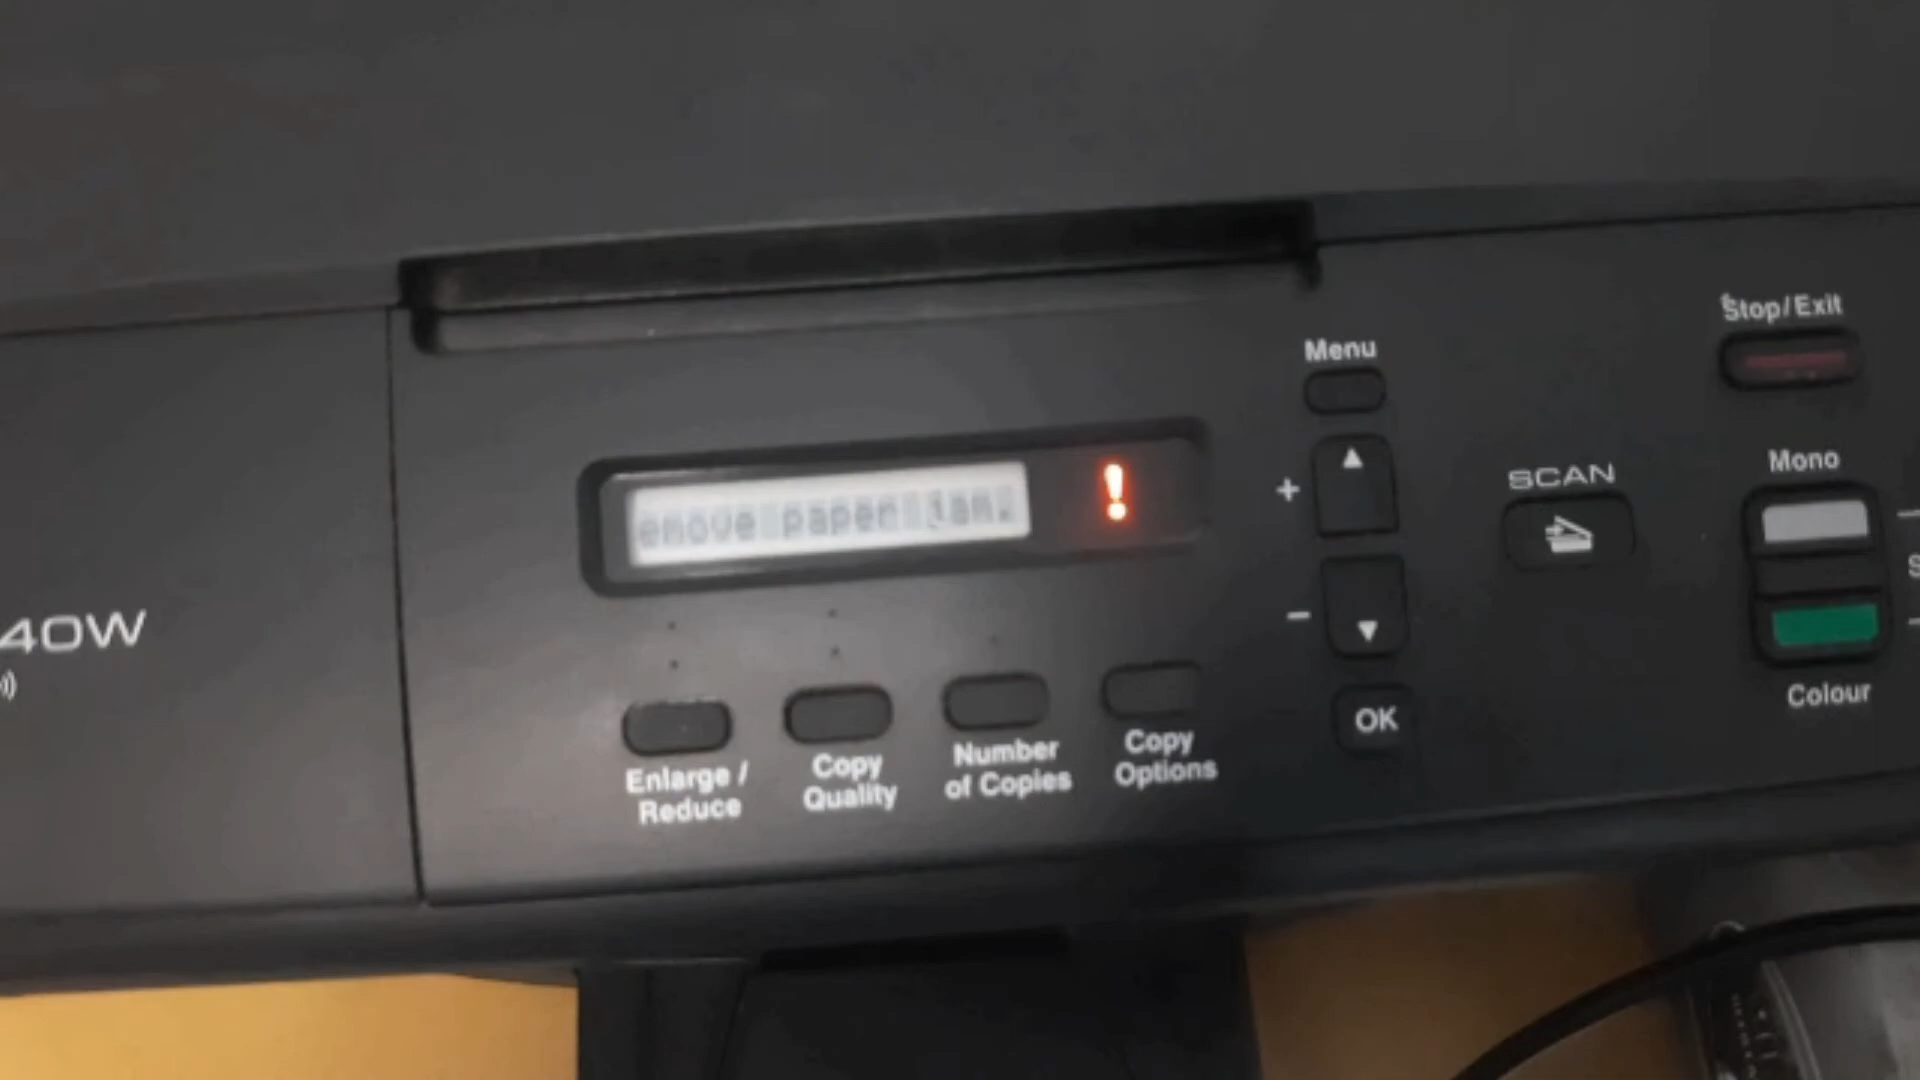 Stop/Exit
Menu
Mono
SCAN
+
enove paper jam.
!
40W
-
OK
Colour
Enlarge /
Reduce
Copy
Quality
Number
of Copies
Copy
Options